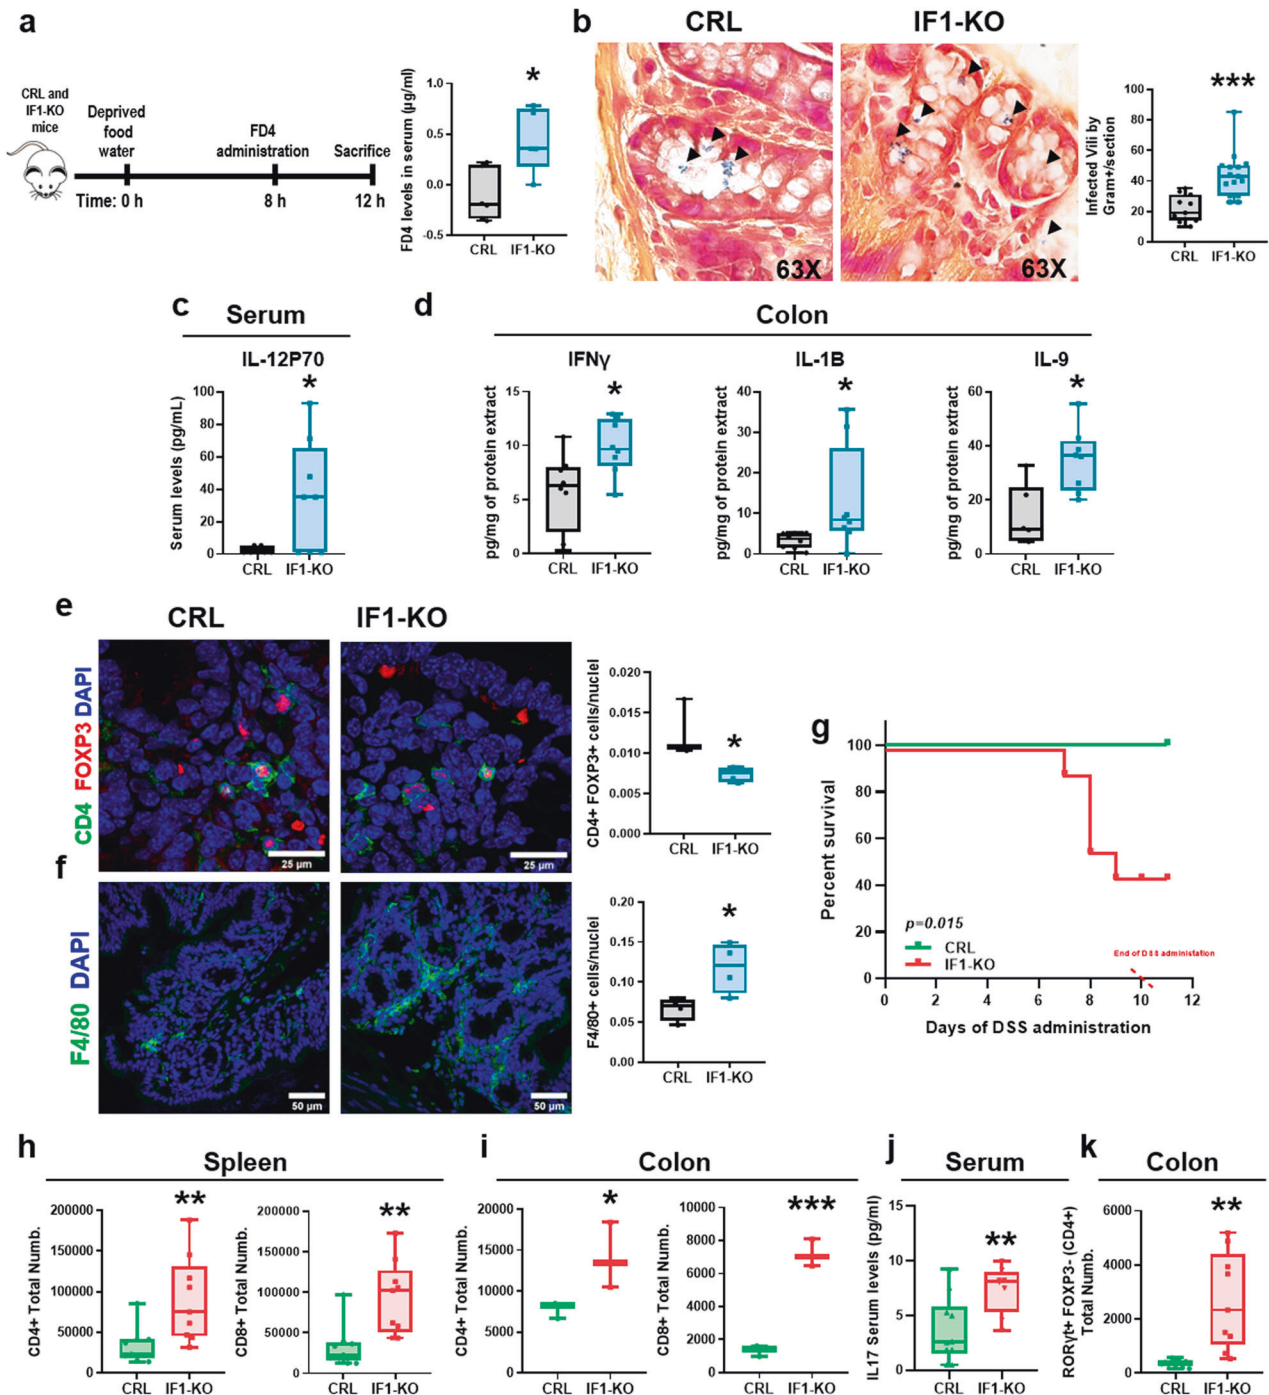 a
CRL and
IF1-KO
mice
Deprived
food
water
FD4
administration
Sacrifice
Time: 0 h
8 h
12 h
FD4 levels in serum (µg/ml)
1.0
0.5
0.0
-0.5
*
CRL
IF1-KO
b
CRL
IF1-KO
63X
63X
Infected Villi by
Gram+/section
100
80
60
40
20
0
***
CRL
IF1-KO
c
Serum
IL-12P70
Serum levels (pg/mL)
100
80
60
40
20
0
*
CRL
IF1-KO
d
Colon
IFNγ
pg/mg of protein extract
15
10
5
0
*
CRL
IF1-KO
IL-1B
pg/mg of protein extract
40
30
20
10
0
*
CRL
IF1-KO
IL-9
pg/mg of protein extract
60
40
20
0
*
CRL
IF1-KO
e
CRL
IF1-KO
CD4 FOXP3 DAPI
25 µm
25 µm
CD4+ FOXP3+ cells/nuclei
0.020
0.015
0.010
0.005
0.000
*
CRL
IF1-KO
f
F4/80 DAPI
50 µm
50 µm
F4/80+ cells/nuclei
0.20
0.15
0.10
0.05
0.00
*
CRL
IF1-KO
g
Percent survival
100
80
60
40
20
0
p=0.015
CRL
IF1-KO
End of DSS administation
0 2 4 6 8 10 12
Days of DSS administration
h
Spleen
CD4+ Total Numb.
200000
150000
100000
50000
0
**
CRL
IF1-KO
CD8+ Total Numb.
200000
150000
100000
50000
0
**
CRL
IF1-KO
i
Colon
CD4+ Total Numb.
20000
15000
10000
5000
0
*
CRL
IF1-KO
CD8+ Total Numb.
10000
8000
6000
4000
2000
0
***
CRL
IF1-KO
j
Serum
IL17 Serum levels (pg/ml)
15
10
5
0
**
CRL
IF1-KO
k
Colon
RORγt+ FOXP3- (CD4+)
Total Numb.
6000
4000
2000
0
**
CRL
IF1-KO